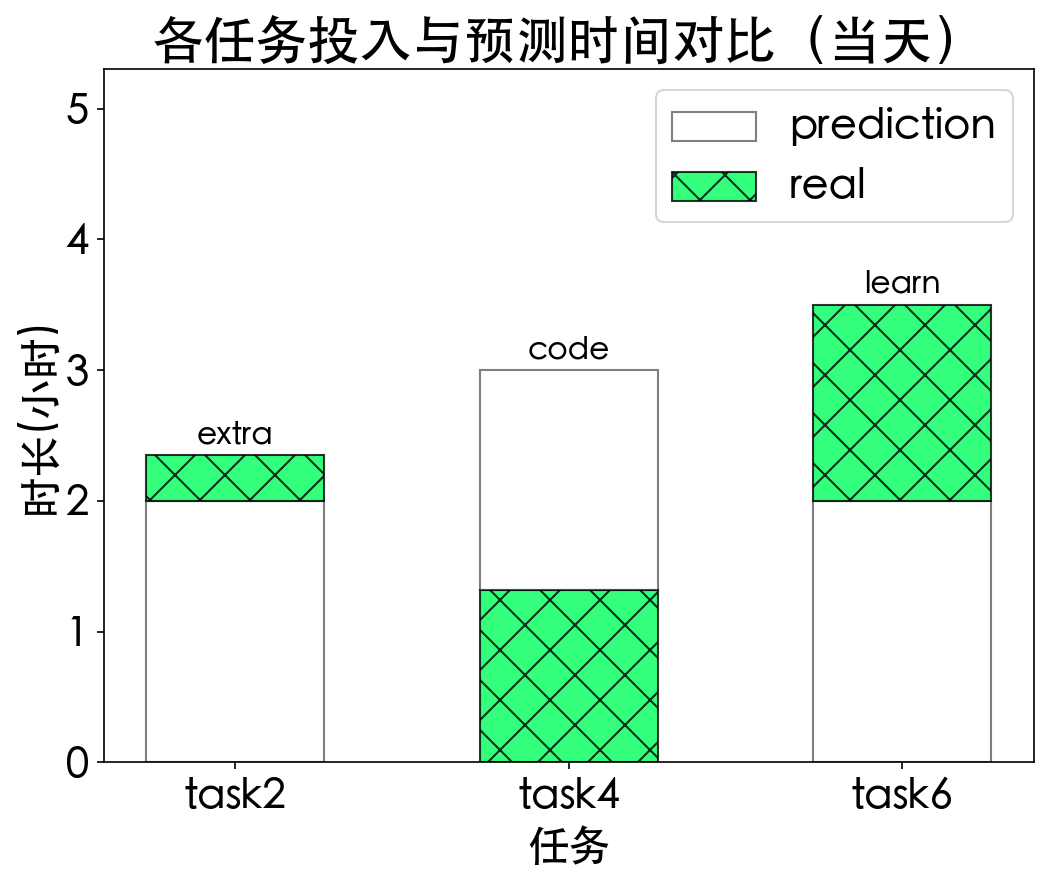 各任务投入与预测时间对比（当天）
prediction
real
时长(小时)
5
4
3
2
1
0
extra
code
learn
task2
task4
task6
任务